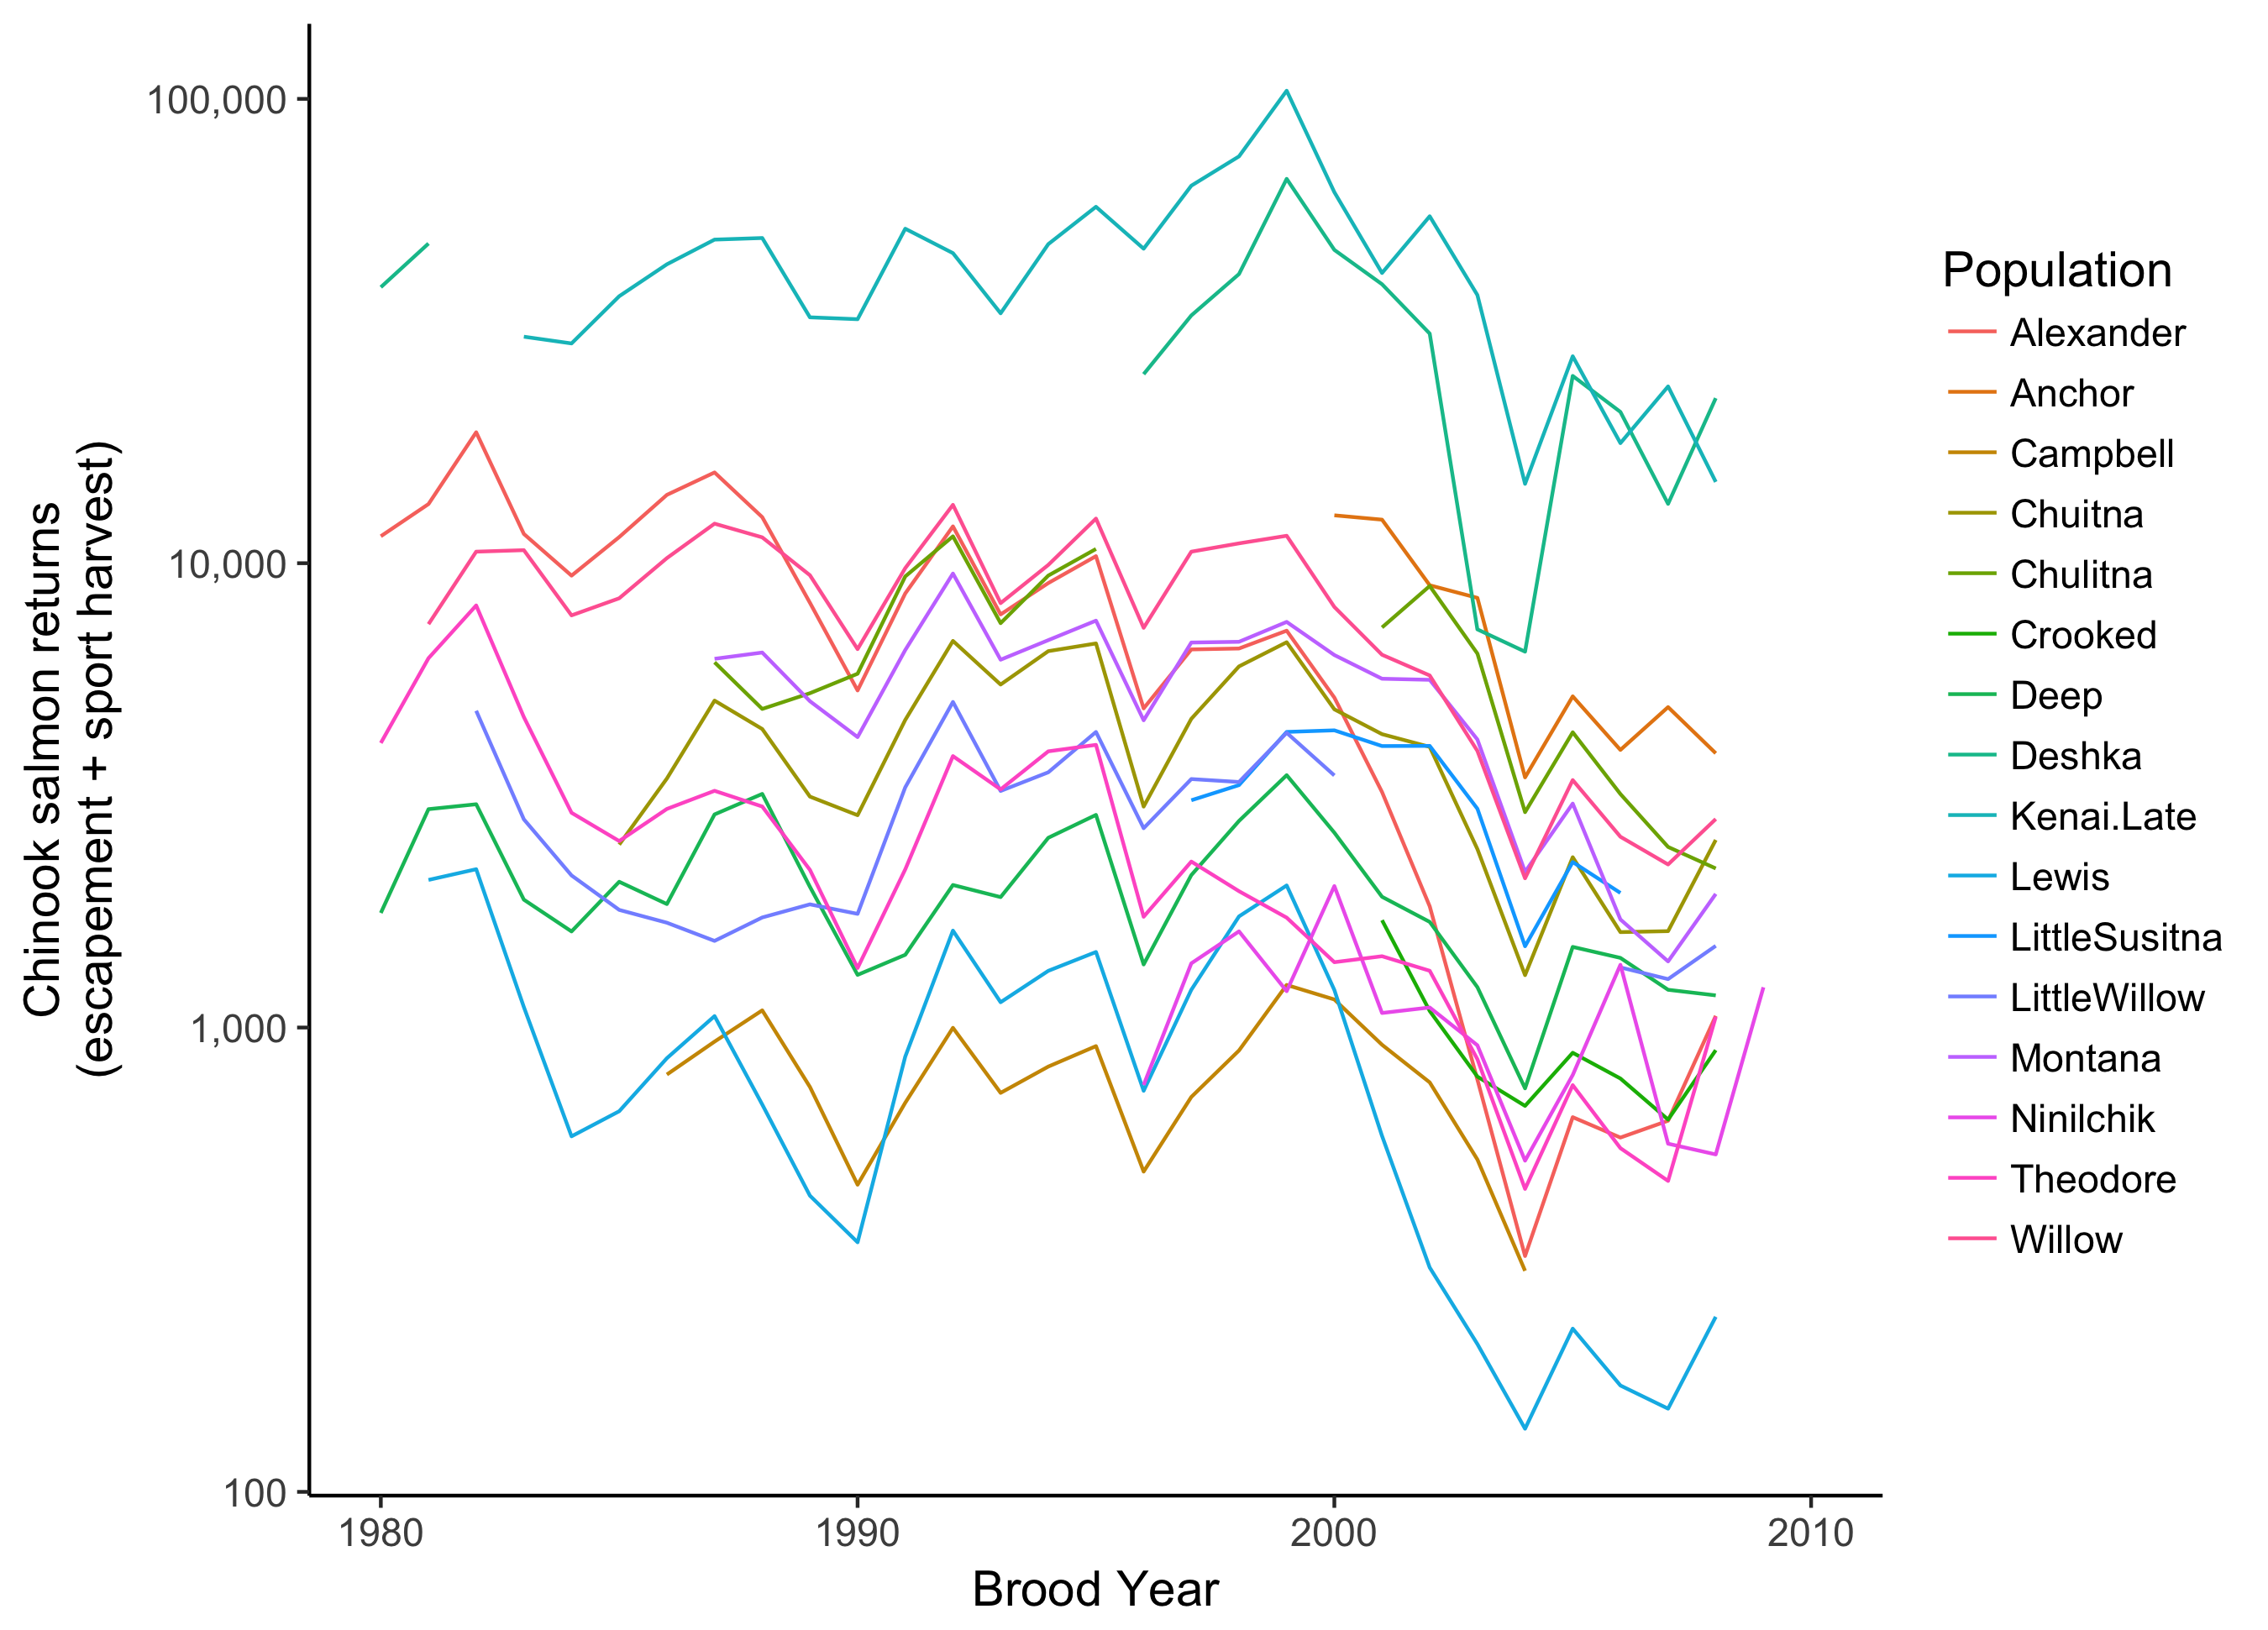 Chinook salmon returns
(escapement + sport harvest)
100,000
10,000
1,000
100
1980
1990
2000
2010
Brood Year
Population
Alexander
Anchor
Campbell
Chuitna
Chulitna
Crooked
Deep
Deshka
Kenai.Late
Lewis
LittleSusitna
LittleWillow
Montana
Ninilchik
Theodore
Willow